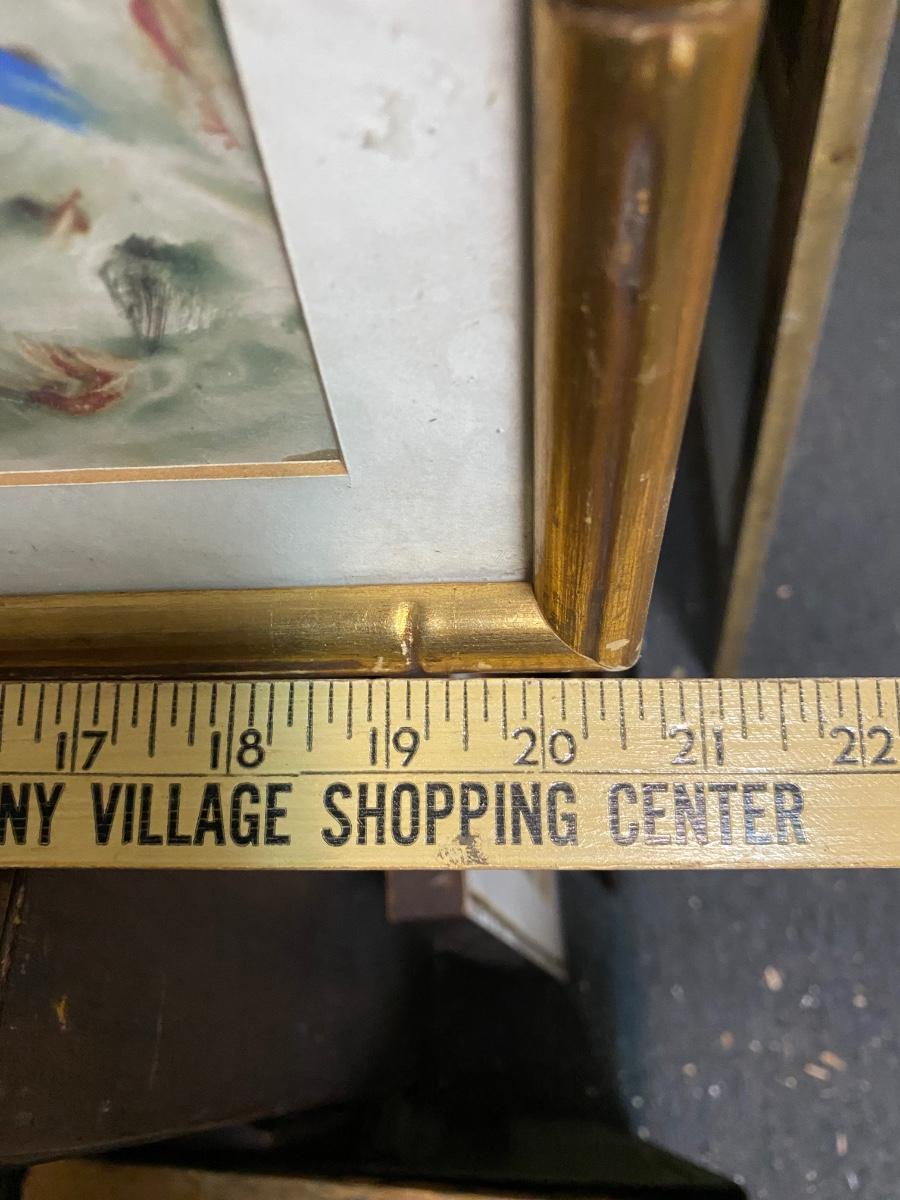 17 18 19 20 21 22
NY VILLAGE SHOPPING CENTER